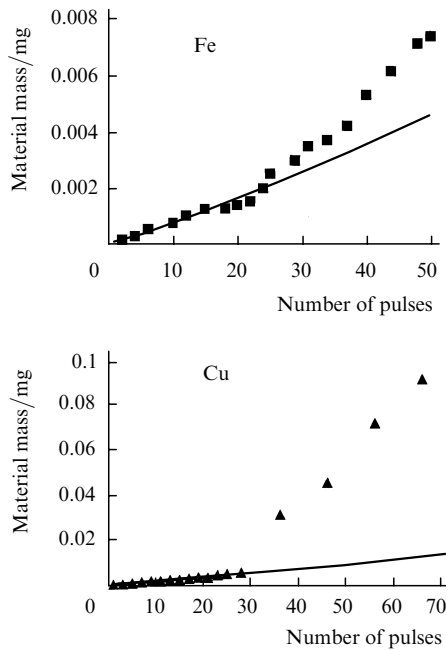 Fe
Material mass/mg
0.008
0.006
0.004
0.002
0 10 20 30 40 50
Number of pulses
Cu
Material mass/mg
0.1
0.08
0.06
0.04
0.02
0 10 20 30 40 50 60 70
Number of pulses